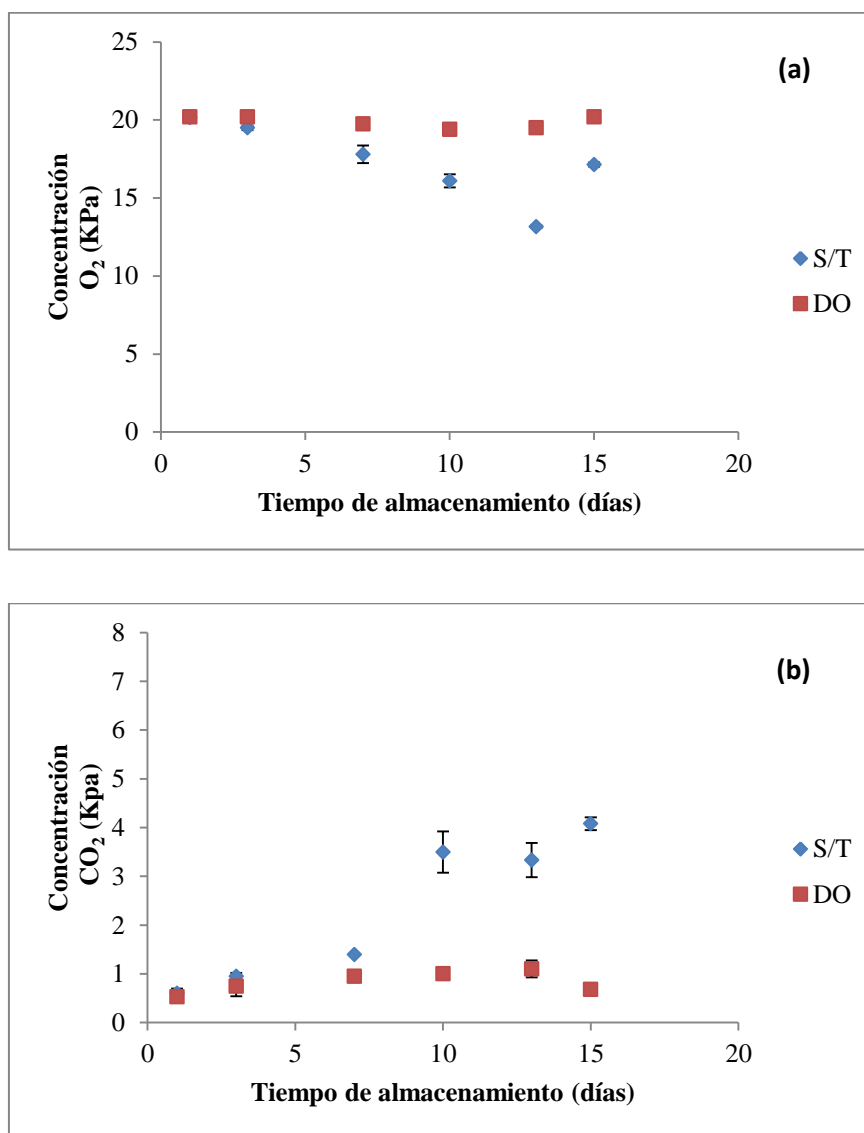 (a)
25
20
15
10
5
0
Concentración
O₂ (KPa)
0 5 10 15 20
Tiempo de almacenamiento (días)
S/T
DO
(b)
8
7
6
5
4
3
2
1
0
Concentración
CO₂ (Kpa)
0 5 10 15 20
Tiempo de almacenamiento (días)
S/T
DO